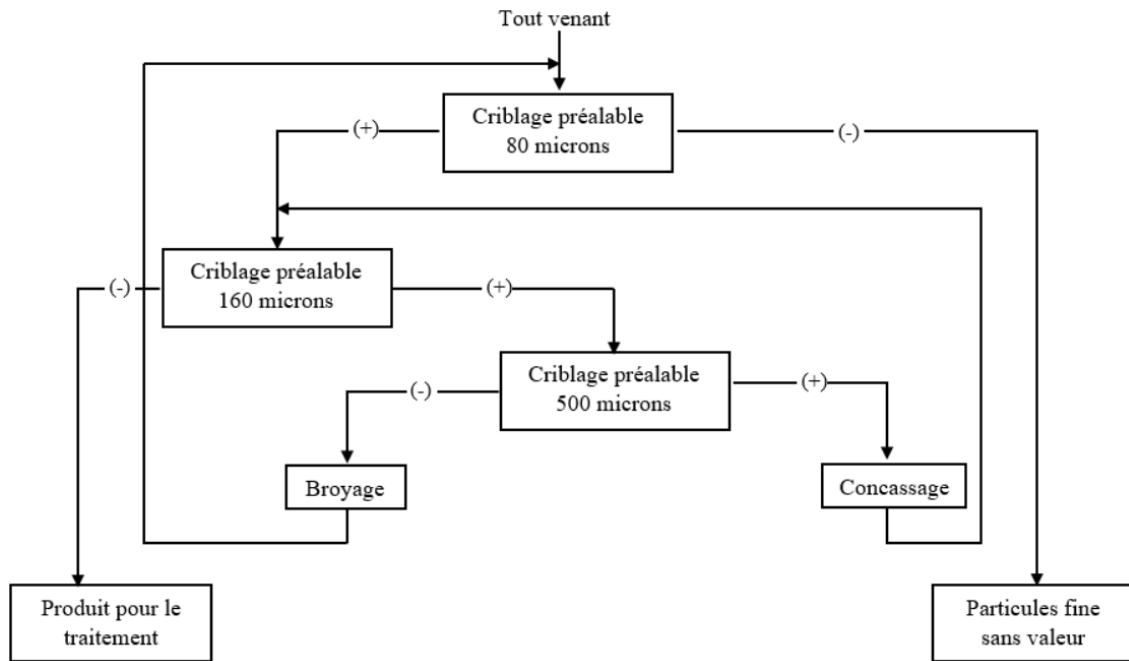 Tout venant
Criblage préalable
80 microns
(+)
(-)
Criblage préalable
160 microns
(-)
(+)
Criblage préalable
500 microns
(-)
(+)
Broyage
Concassage
Produit pour le
traitement
Particules fine
sans valeur